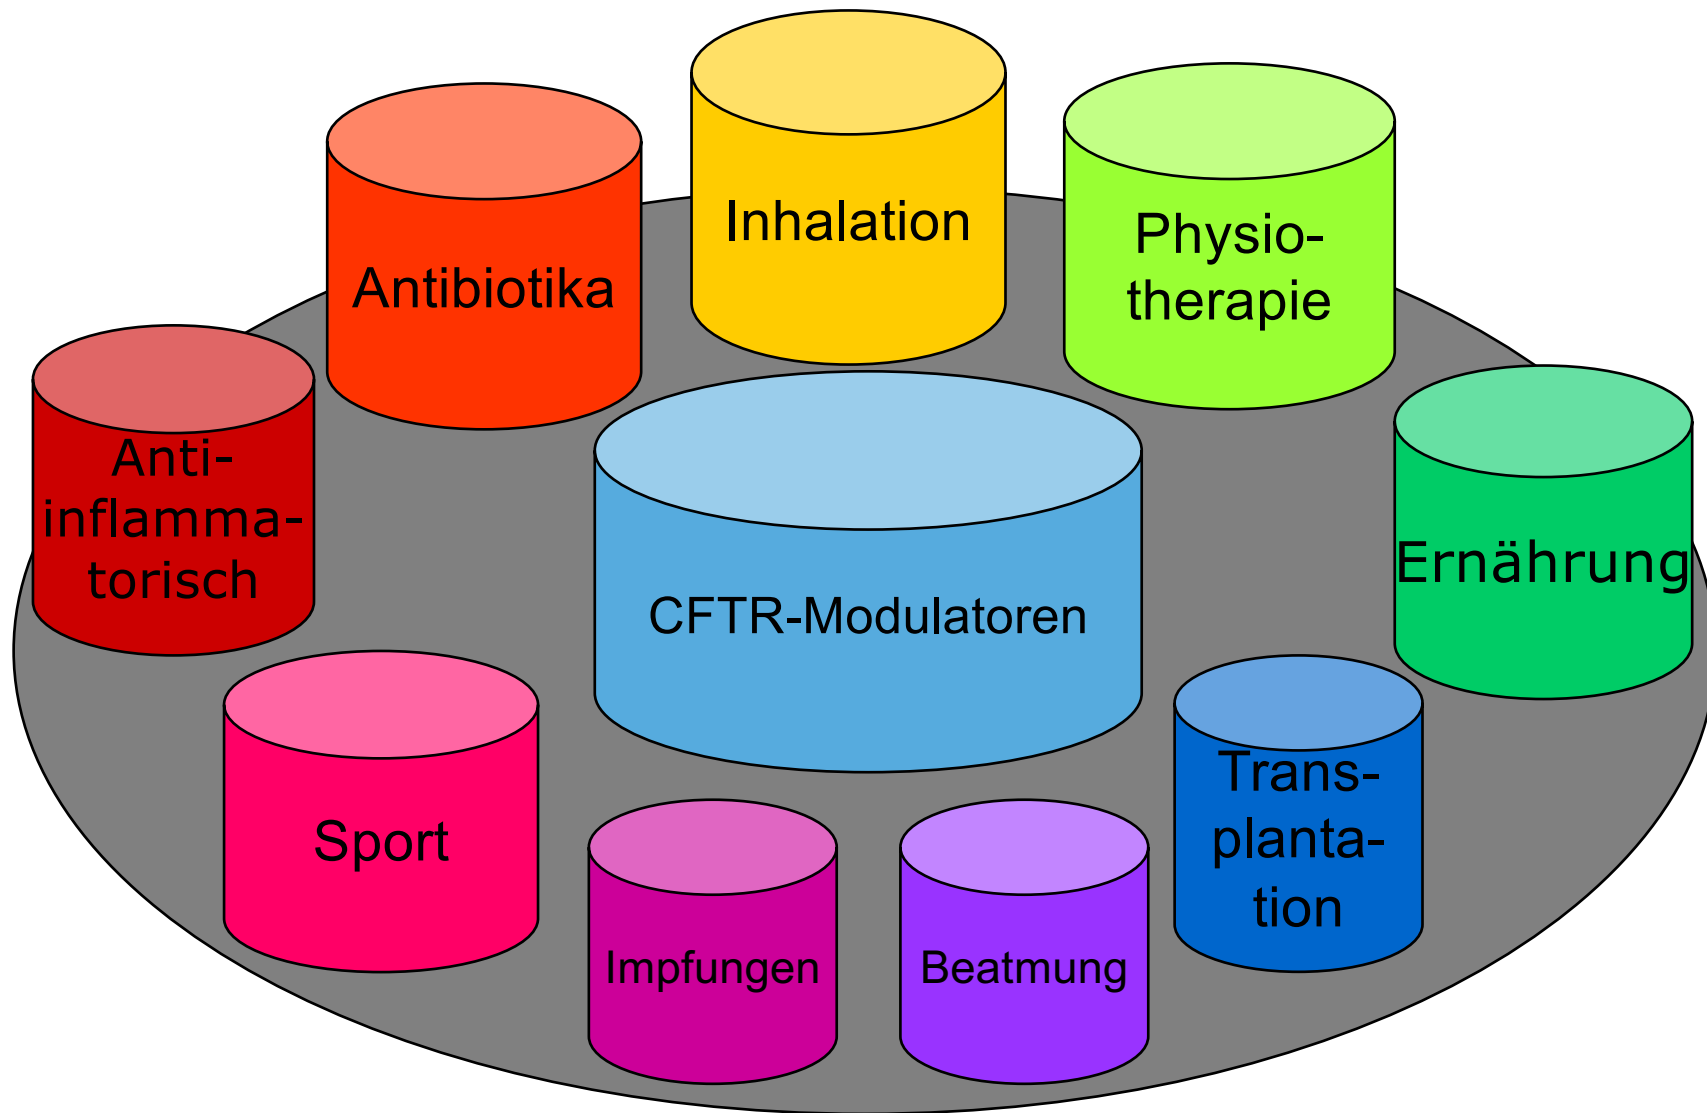 Inhalation
Physio-
therapie
Antibiotika
Anti-
inflamma-
torisch
Ernährung
CFTR-Modulatoren
Trans-
planta-
tion
Sport
Impfungen
Beatmung